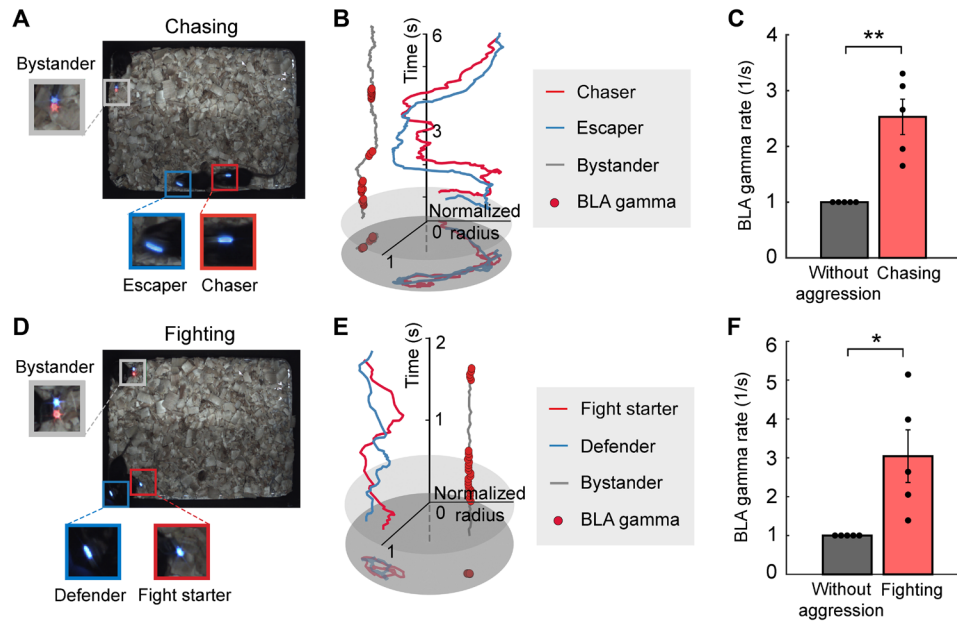 A
Chasing
Bystander
Escaper
Chaser
B
Time (s)
6
3
Normalized
0 radius
1
Chaser
Escaper
Bystander
BLA gamma
C
BLA gamma rate (1/s)
4
3
2
1
0
**
Without
aggression
Chasing
D
Fighting
Bystander
Defender
Fight starter
E
Time (s)
2
1
Normalized
0 radius
1
Fight starter
Defender
Bystander
BLA gamma
F
BLA gamma rate (1/s)
6
5
4
3
2
1
0
*
Without
aggression
Fighting